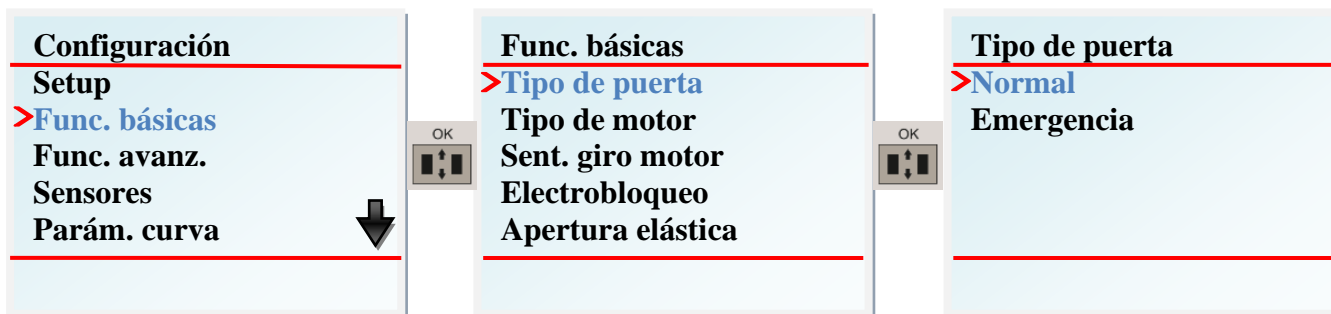 Configuración
Setup
Func. básicas
Func. avanz.
Sensores
Parám. curva
OK
Func. básicas
Tipo de puerta
Tipo de motor
Sent. giro motor
Electrobloqueo
Apertura elástica
OK
Tipo de puerta
Normal
Emergencia